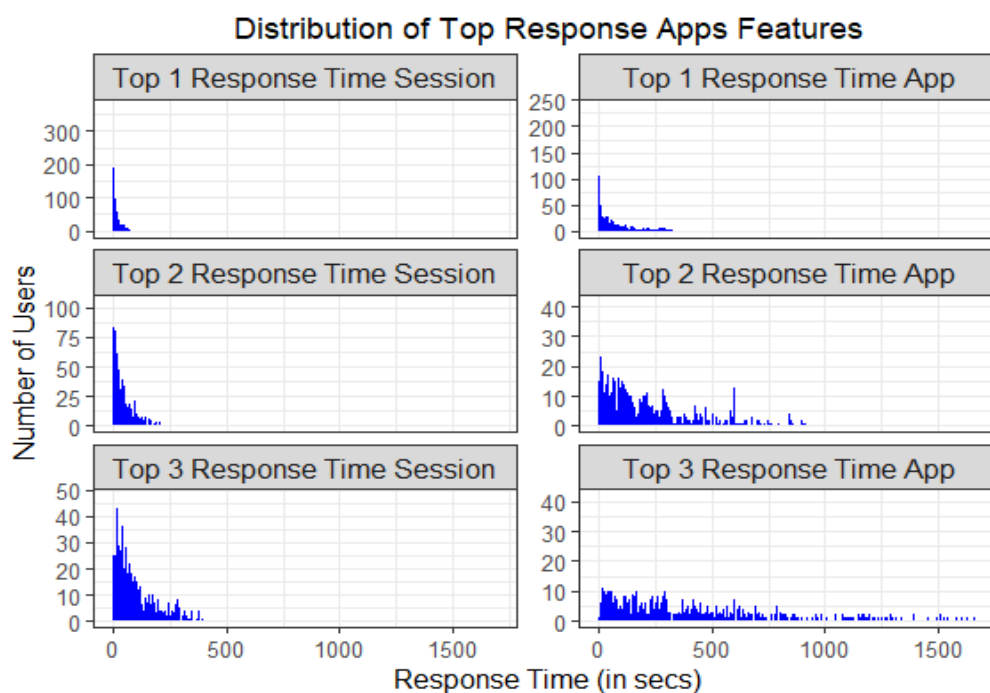 Distribution of Top Response Apps Features
Top 1 Response Time Session
Top 1 Response Time App
300
200
100
0
250
200
150
100
50
0
Top 2 Response Time Session
Top 2 Response Time App
100
75
50
25
0
40
30
20
10
0
Top 3 Response Time Session
Top 3 Response Time App
50
40
30
20
10
0
40
30
20
10
0
0 500 1000 1500
0 500 1000 1500
Number of Users
Response Time (in secs)